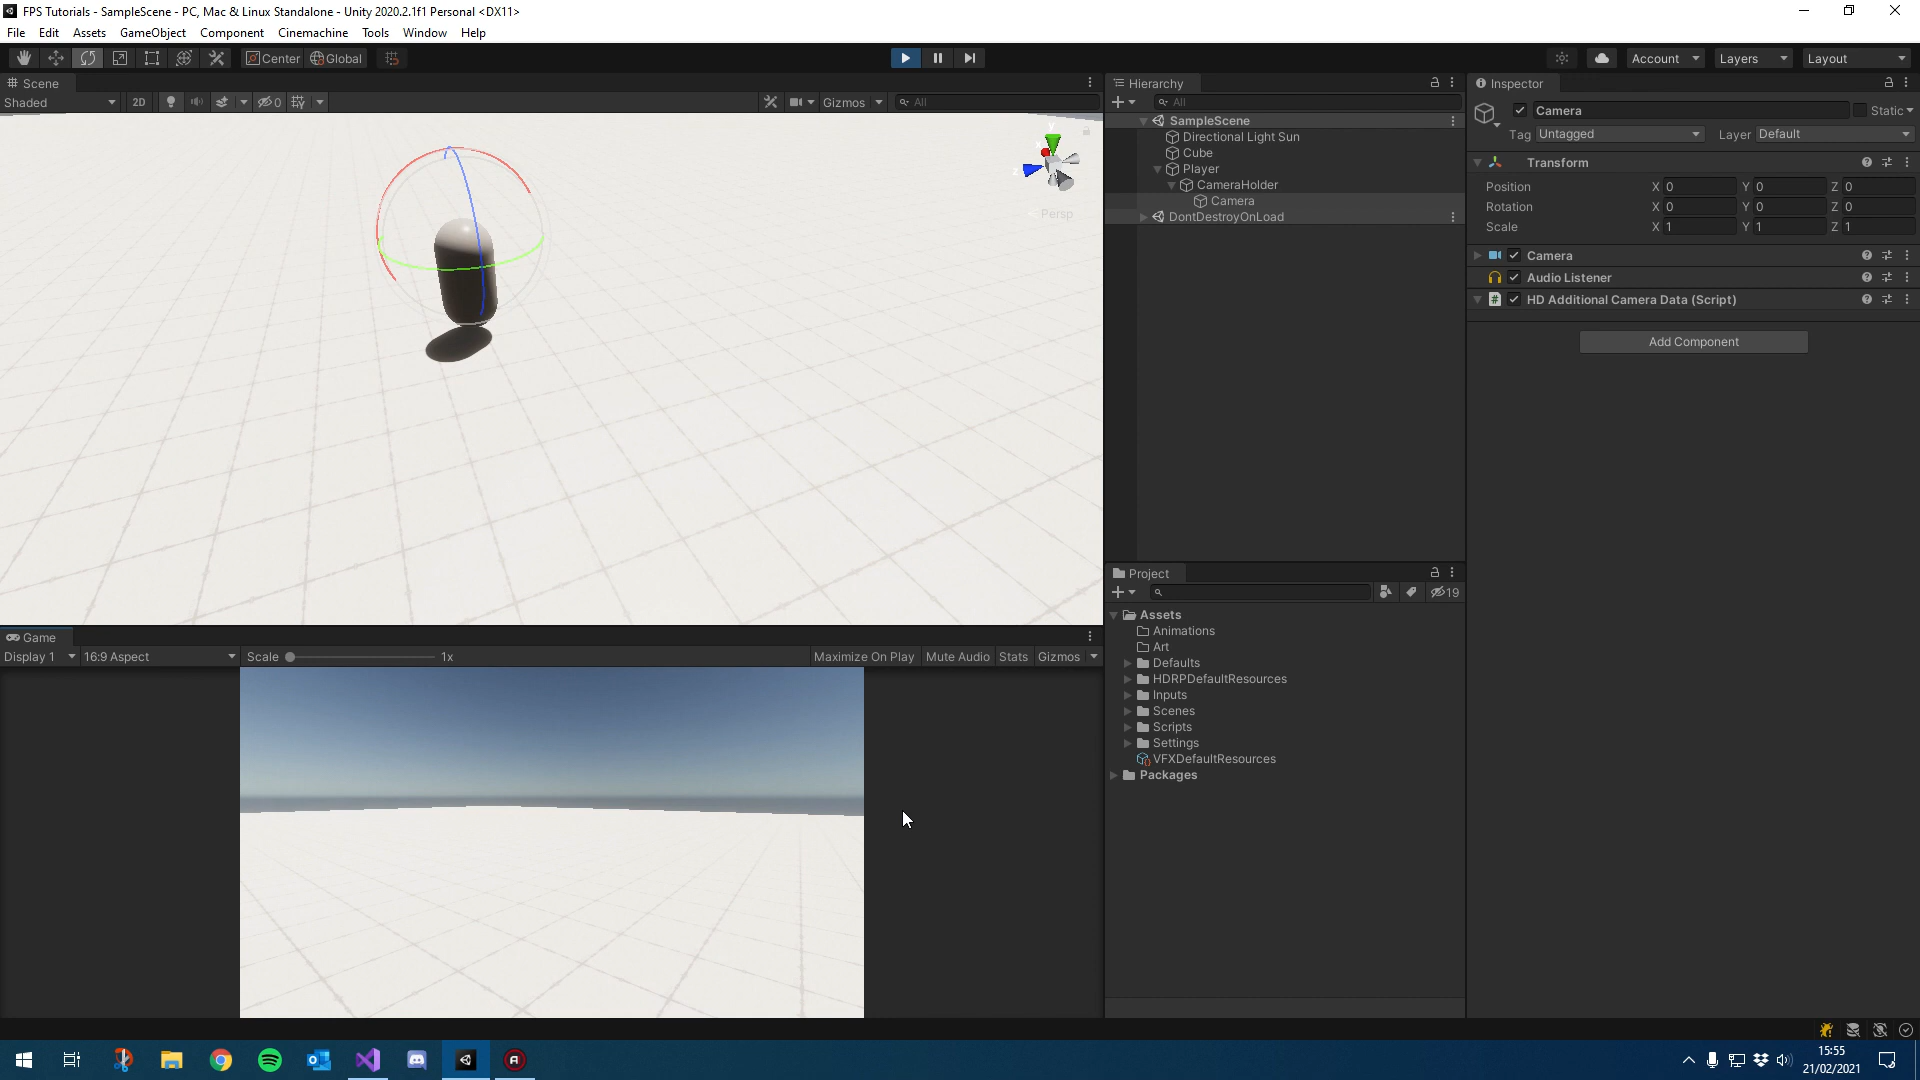 FPS Tutorials - SampleScene - PC, Mac & Linux Standalone - Unity 2020.2.1f1 Personal <DX11>
File Edit Assets GameObject Component Cinemachine Tools Window Help
Center Global Account Layers Layout
Scene
Shaded 2D 0 Gizmos All
y
z
Persp
Game
Display 1 16:9 Aspect Scale 1x Maximize On Play Mute Audio Stats Gizmos
Hierarchy
All
SampleScene
Directional Light Sun
Cube
Player
CameraHolder
Camera
DontDestroyOnLoad
Project
19
Assets
Animations
Art
Defaults
HDRPDefaultResources
Inputs
Scenes
Scripts
Settings
VFXDefaultResources
Packages
Inspector
Camera Static
Tag Untagged Layer Default
Transform
Position X 0 Y 0 Z 0
Rotation X 0 Y 0 Z 0
Scale X 1 Y 1 Z 1
Camera
Audio Listener
# HD Additional Camera Data (Script)
Add Component
15:55
21/02/2021